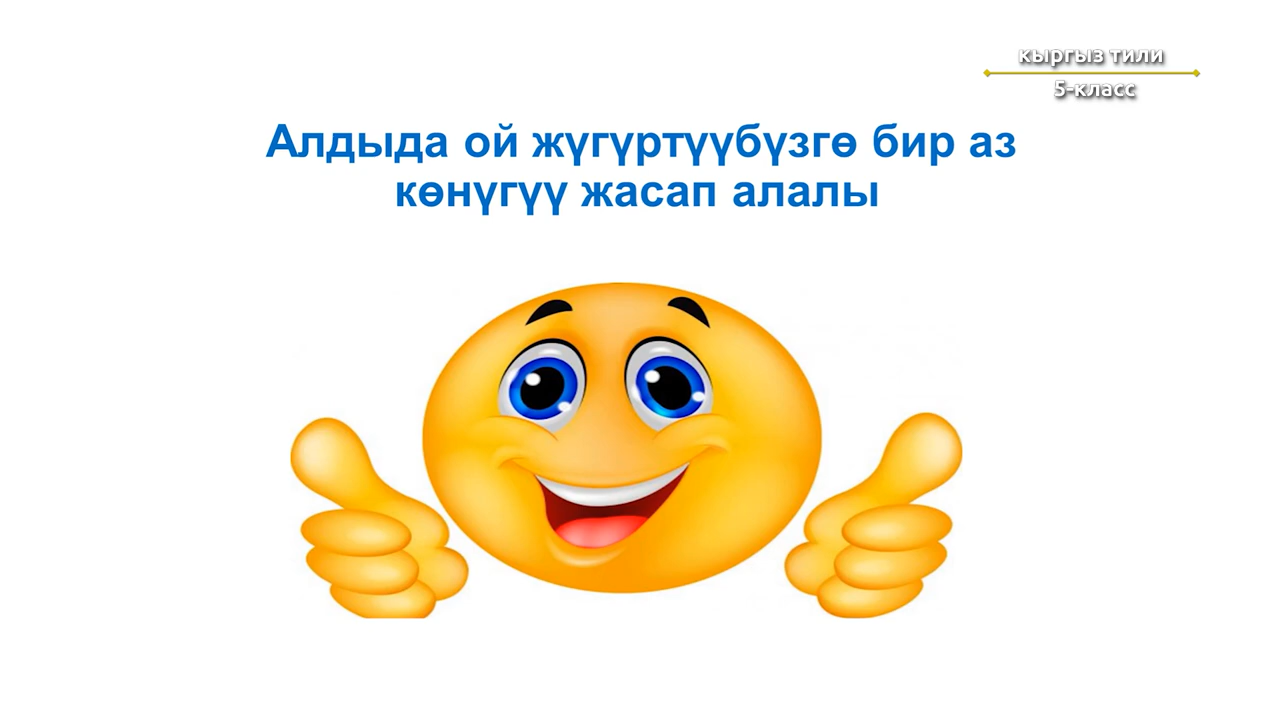 кыргыз тили
5-класс
Алдыда ой жүгүртүүбүзгө бир аз
көнүгүү жасап алалы